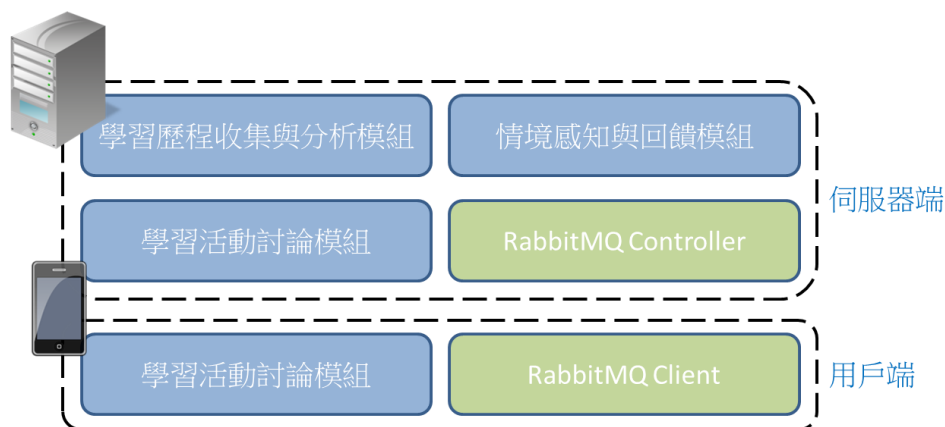 學習歷程收集與分析模組
情境感知與回饋模組
學習活動討論模組
RabbitMQ Controller
伺服器端
學習活動討論模組
RabbitMQ Client
用戶端